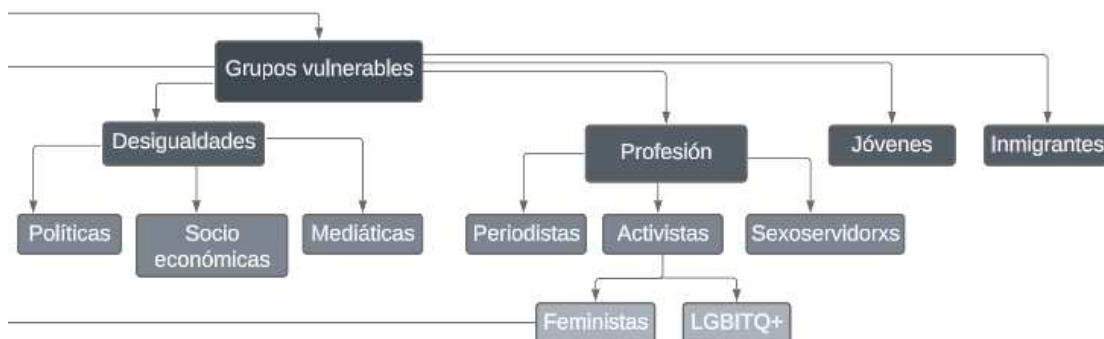 Grupos vulnerables
Desigualdades
Profesión
Jóvenes
Inmigrantes
Políticas
Socio
económicas
Mediáticas
Periodistas
Activistas
Sexoservidorxs
Feministas
LGBITQ+